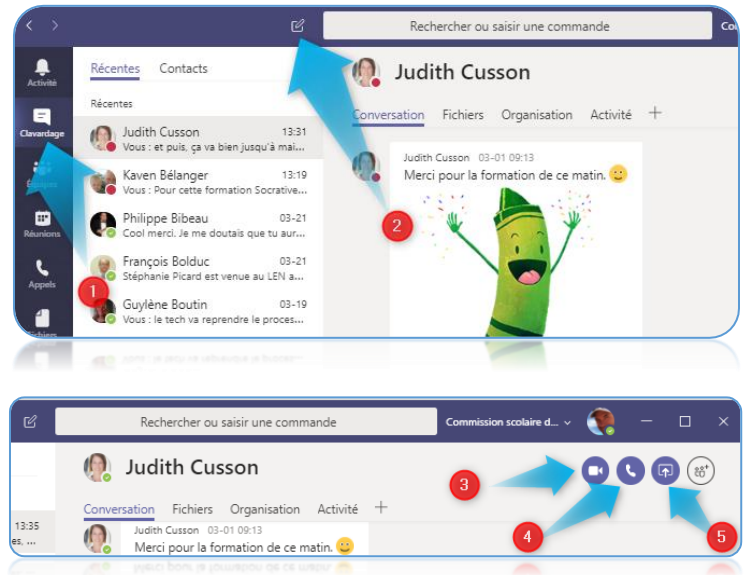 Rechercher ou saisir une commande
Activité
Clavardage
Réunions
Appels
Récentes Contacts
Récentes
Judith Cusson 13:31
Vous : et puis, ça va bien jusqu'à mai...
Kaven Bélanger 13:19
Vous : Pour cette formation Socrative...
Philippe Bibeau 03-21
Cool merci. Je me doutais que tu aur...
François Bolduc 03-21
Stéphanie Picard est venue au LEN a...
Guylène Boutin 03-19
Vous : le tech va reprendre le proces...
1
Judith Cusson
Conversation Fichiers Organisation Activité +
Judith Cusson 03-01 09:13
Merci pour la formation de ce matin.
2
Rechercher ou saisir une commande
Commission scolaire d...
Judith Cusson
Conversation Fichiers Organisation Activité +
13:35
es, ...
Judith Cusson 03-01 09:13
Merci pour la formation de ce matin.
3
4
5